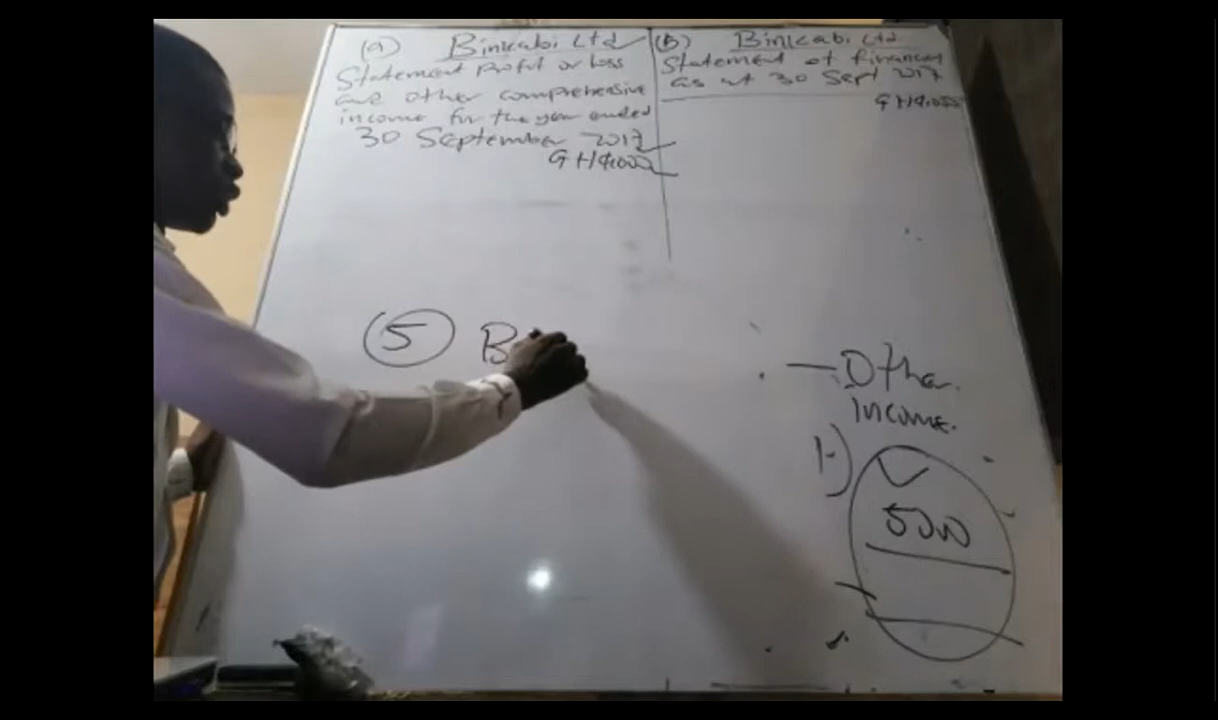 (a) Binkabi Ltd
Statement Profit or loss
and other comprehensive
income for the year ended
30 September 2017
GH¢000
(b) Binkabi Ltd
Statement of financial
as at 30 Sept 2017
GH¢000
5 B
Other
income.